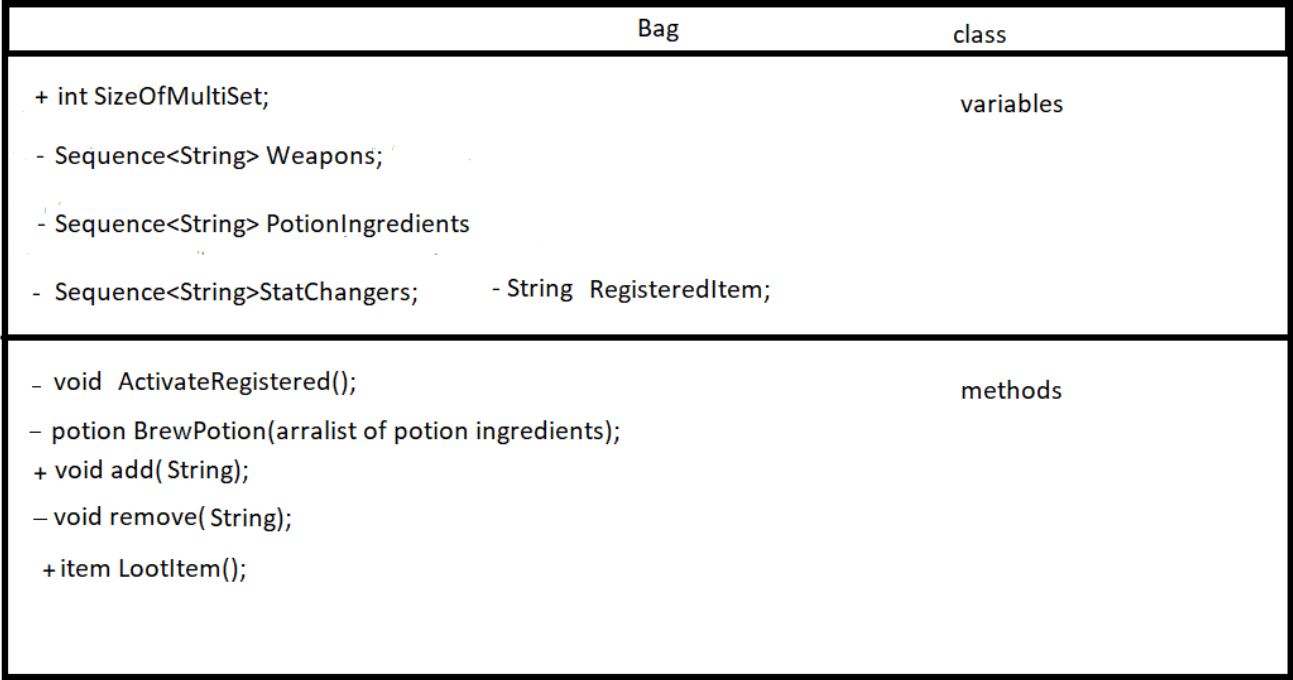 Bag class
+ int SizeOfMultiSet; variables
- Sequence<String> Weapons;
- Sequence<String> PotionIngredients
- Sequence<String>StatChangers; - String RegisteredItem;
- void ActivateRegistered(); methods
- potion BrewPotion(arralist of potion ingredients);
+ void add( String);
- void remove( String);
+ item LootItem();